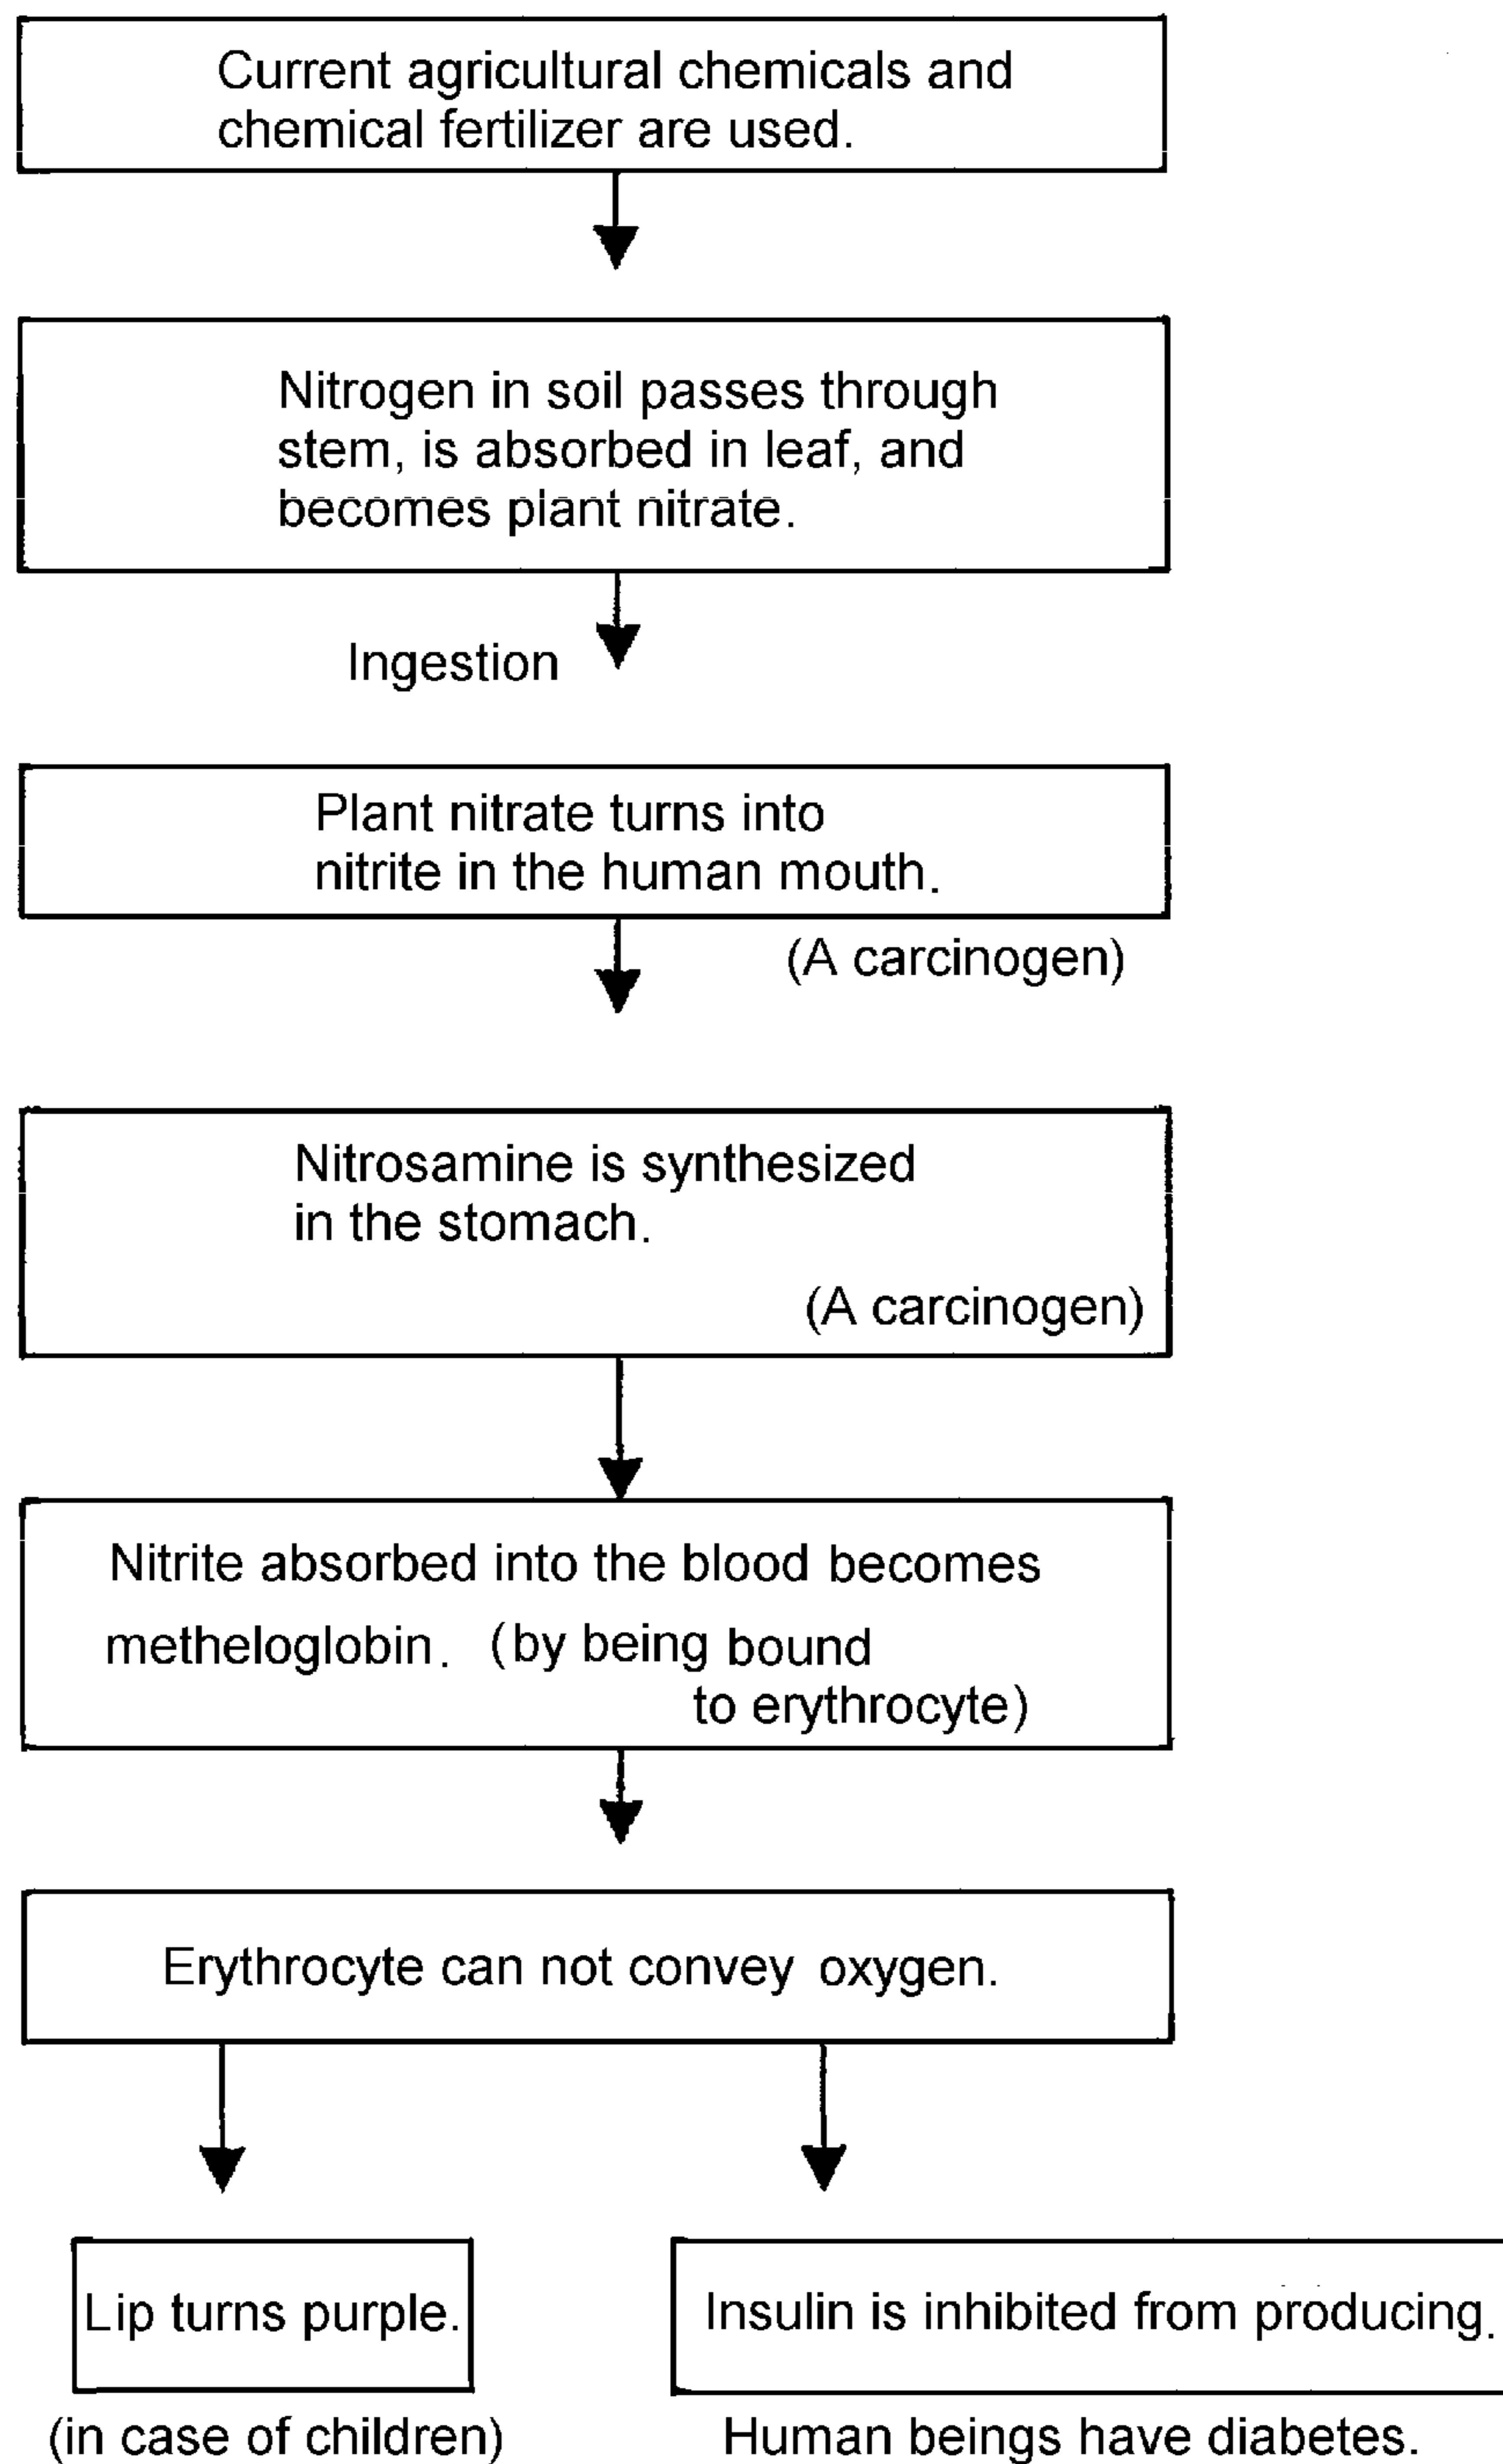 Current agricultural chemicals and
chemical fertilizer are used.
Nitrogen in soil passes through
stem, is absorbed in leaf, and
becomes plant nitrate.
Ingestion
Plant nitrate turns into
nitrite in the human mouth.
(A carcinogen)
Nitrosamine is synthesized
in the stomach.
(A carcinogen)
Nitrite absorbed into the blood becomes
metheloglobin. (by being bound
to erythrocyte)
Erythrocyte can not convey oxygen.
Lip turns purple. Insulin is inhibited from producing.
(in case of children) Human beings have diabetes.